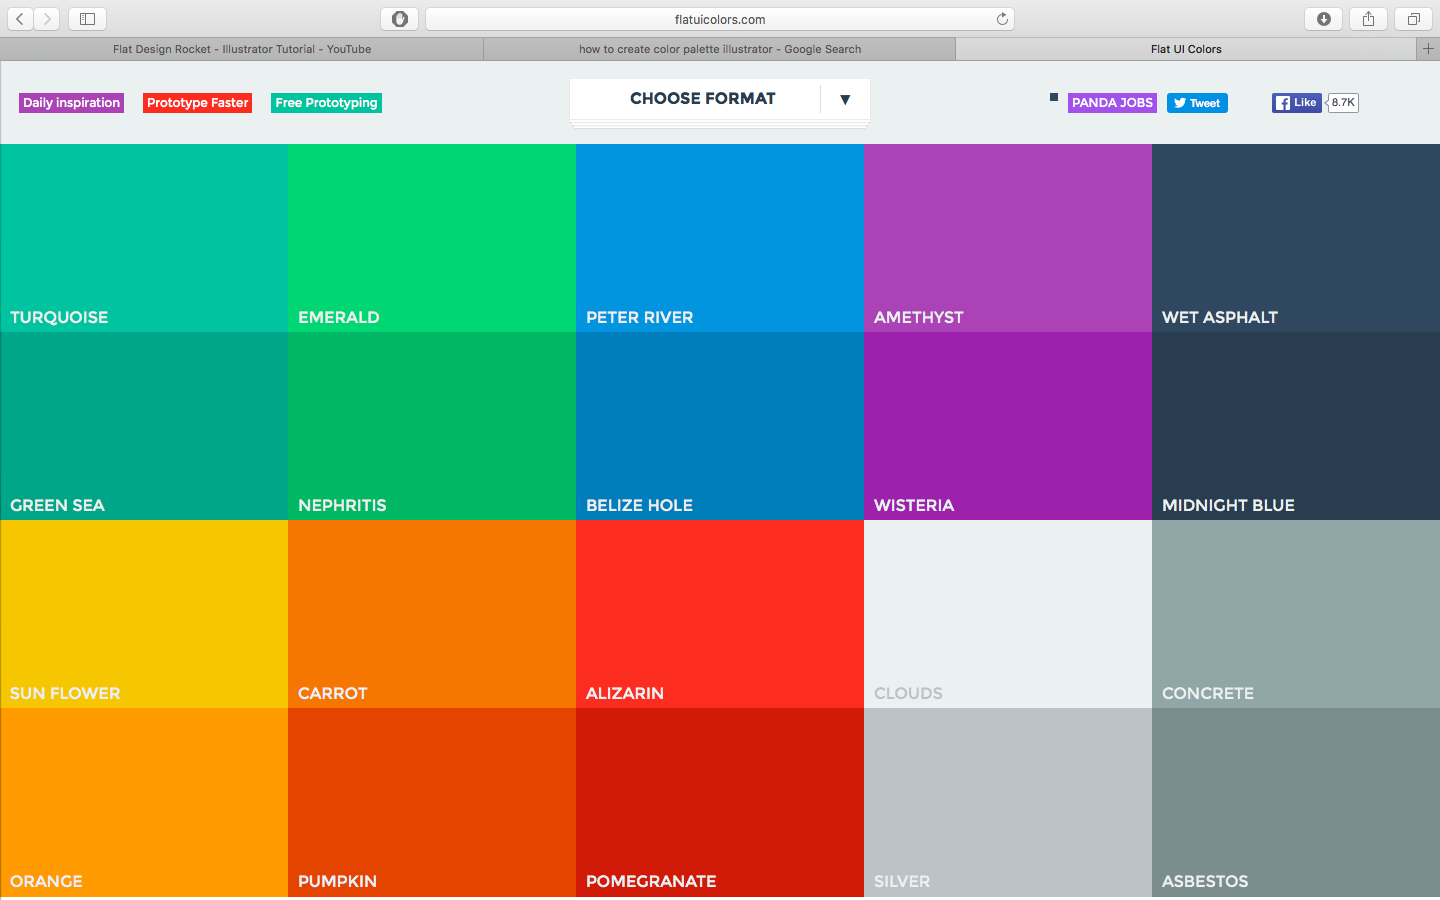 flatuicolors.com
Flat Design Rocket - Illustrator Tutorial - YouTube
how to create color palette illustrator - Google Search
Flat UI Colors
Daily inspiration
Prototype Faster
Free Prototyping
CHOOSE FORMAT
PANDA JOBS
Tweet
Like
8.7K
TURQUOISE
EMERALD
PETER RIVER
AMETHYST
WET ASPHALT
GREEN SEA
NEPHRITIS
BELIZE HOLE
WISTERIA
MIDNIGHT BLUE
SUN FLOWER
CARROT
ALIZARIN
CLOUDS
CONCRETE
ORANGE
PUMPKIN
POMEGRANATE
SILVER
ASBESTOS